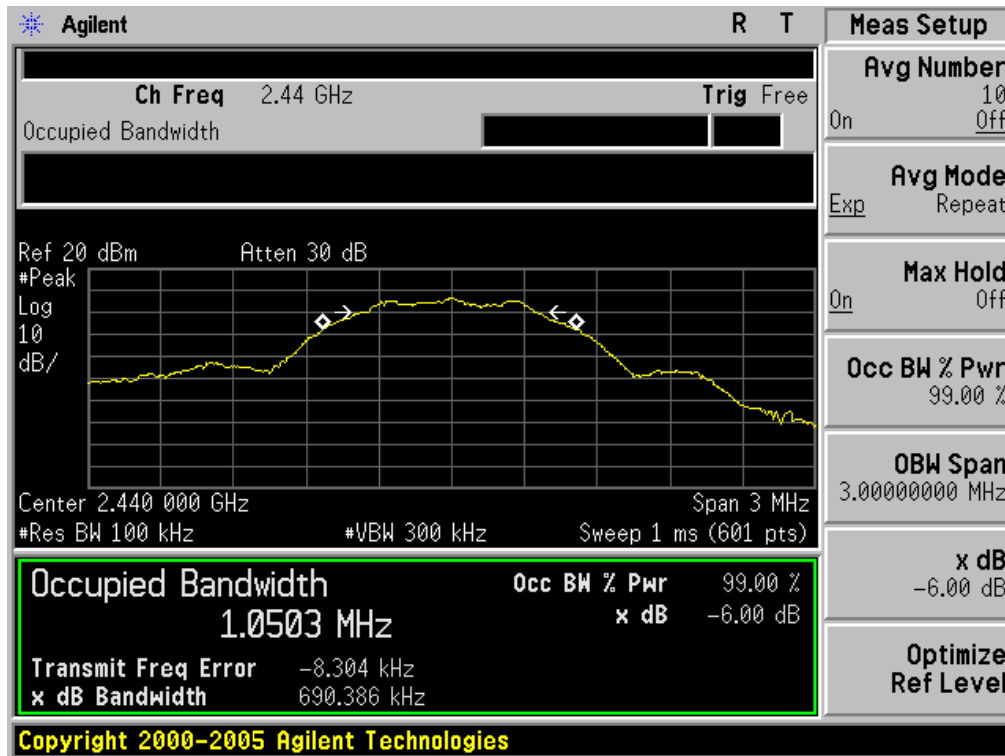 Agilent R T
Ch Freq 2.44 GHz Trig Free
Occupied Bandwidth
Ref 20 dBm Atten 30 dB
#Peak
Log
10
dB/
Center 2.440 000 GHz Span 3 MHz
#Res BW 100 kHz #VBW 300 kHz Sweep 1 ms (601 pts)
Occupied Bandwidth
1.0503 MHz
Occ BW % Pwr 99.00 %
x dB -6.00 dB
Transmit Freq Error -8.304 kHz
x dB Bandwidth 690.386 kHz
Copyright 2000-2005 Agilent Technologies
Meas Setup
Avg Number
10
On Off
Avg Mode
Exp Repeat
Max Hold
On Off
Occ BW % Pwr
99.00 %
OBW Span
3.00000000 MHz
x dB
-6.00 dB
Optimize
Ref Level